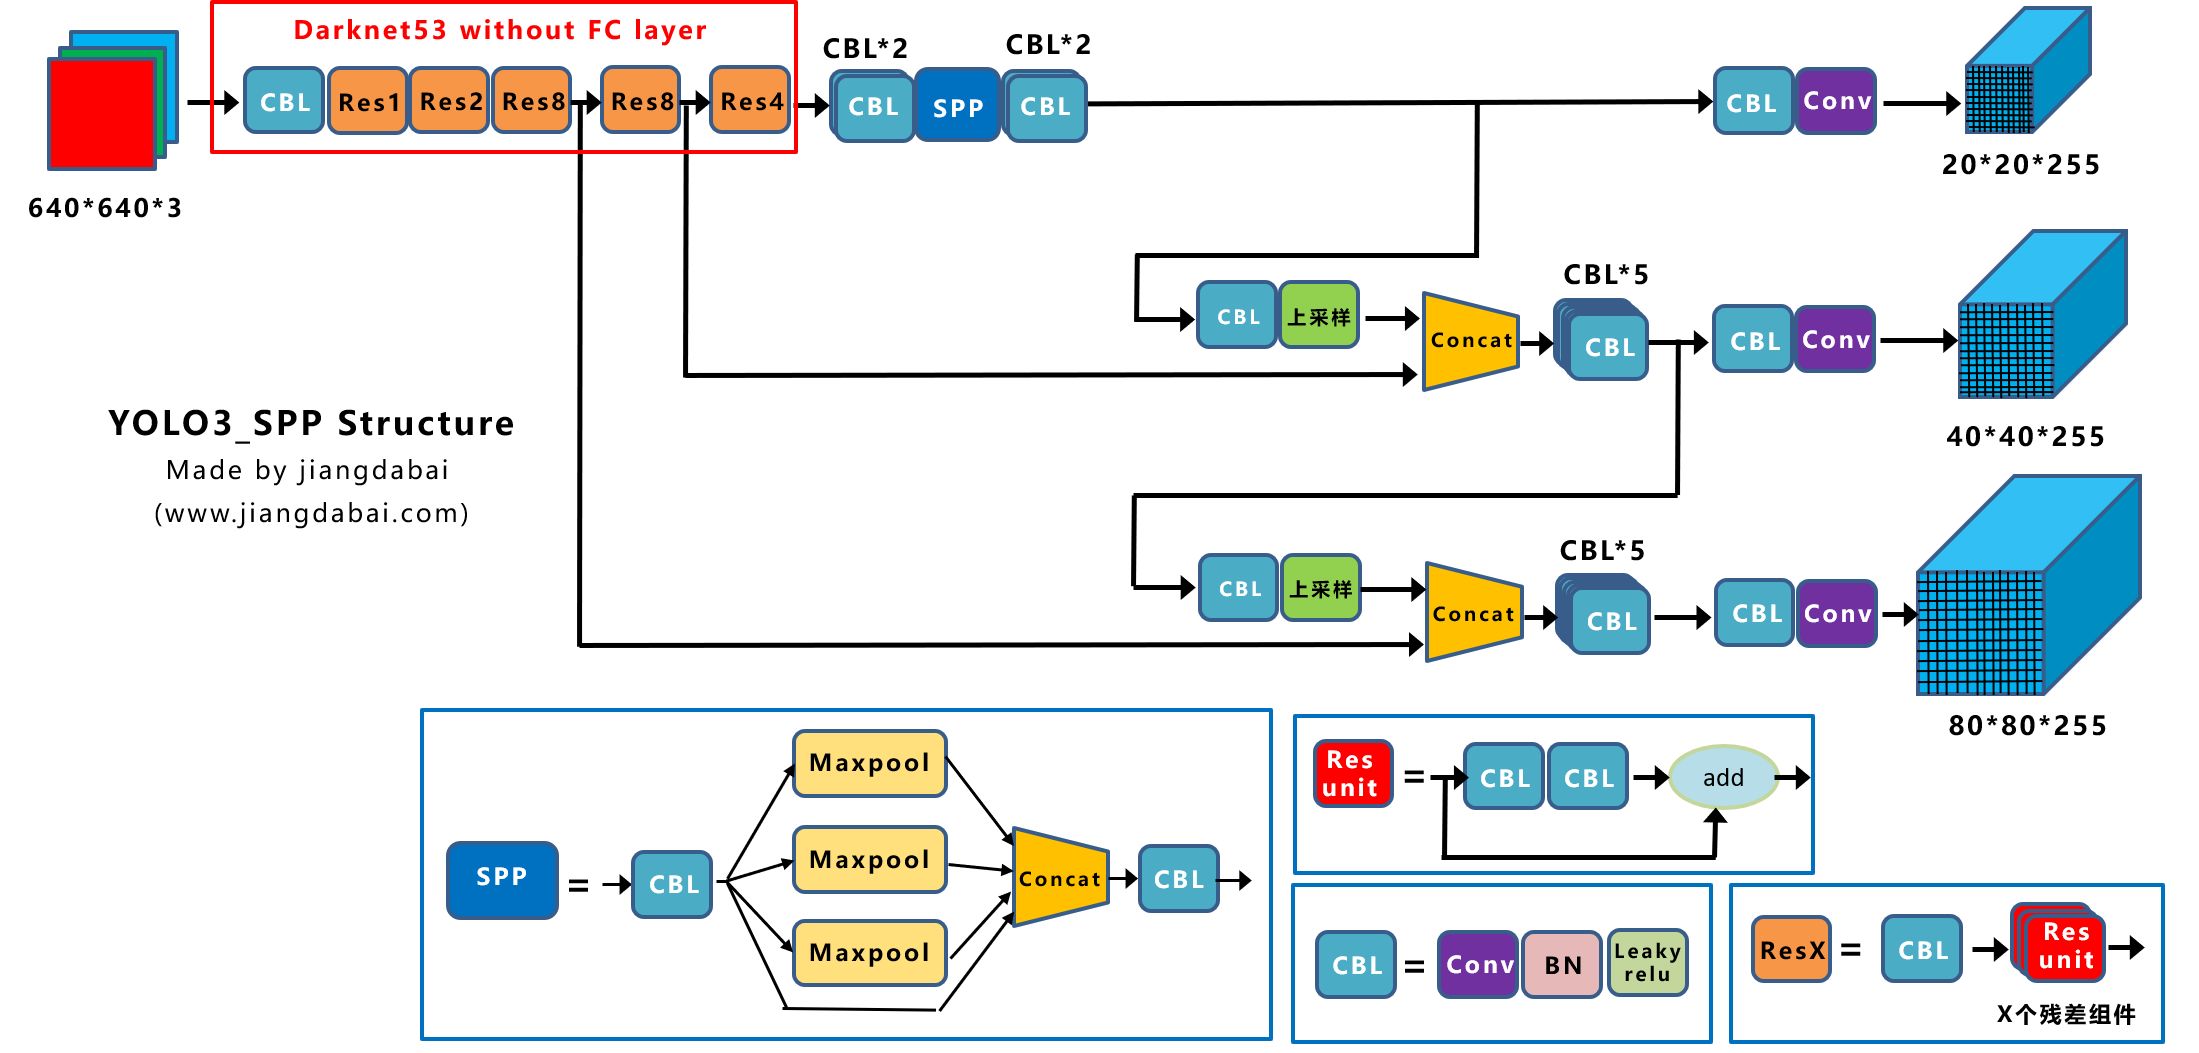 Darknet53 without FC layer
CBL*2
CBL*2
CBL
Res1
Res2
Res8
Res8
Res4
CBL
SPP
CBL
CBL
Conv
20*20*255
640*640*3
CBL*5
CBL
上采样
Concat
CBL
CBL
Conv
40*40*255
YOLO3_SPP Structure
Made by jiangdabai
(www.jiangdabai.com)
CBL*5
CBL
上采样
Concat
CBL
CBL
Conv
80*80*255
SPP
=
CBL
Maxpool
Maxpool
Maxpool
Concat
CBL
Res
unit
=
CBL
CBL
add
CBL
=
Conv
BN
Leaky
relu
ResX
=
CBL
Res
unit
X个残差组件